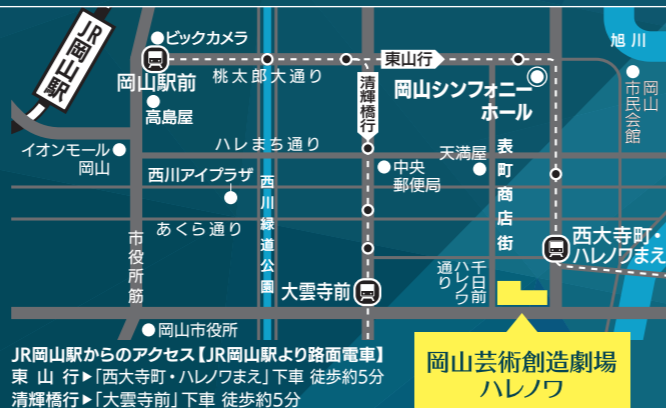 JR岡山駅
ビックカメラ
岡山駅前
高島屋
桃太郎大通り
清輝橋行
東山行
岡山シンフォニー
ホール
旭川
岡山
市民会館
イオンモール
岡山
ハレまち通り
西川アイプラザ
西川緑道公園
中央
郵便局
天満屋
表町商店街
あくら通り
市役所筋
大雲寺前
千日前
ハレノワ
通り
西大寺町・
ハレノワまえ
岡山市役所
JR岡山駅からのアクセス【JR岡山駅より路面電車】
東山行▶「西大寺町・ハレノワまえ」下車 徒歩約5分
清輝橋行▶「大雲寺前」下車 徒歩約5分
岡山芸術創造劇場
ハレノワ